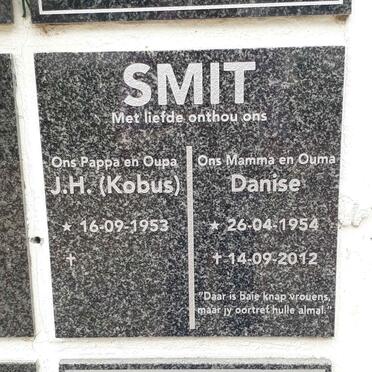 SMIT
Met liefde onthou ons
Ons Pappa en Oupa
J.H. (Kobus)
★ 16-09-1953
✝
Ons Mamma en Ouma
Danise
★ 26-04-1954
✝ 14-09-2012
"Daar is baie knap vrouens,
maar jy oortret hulle almal."